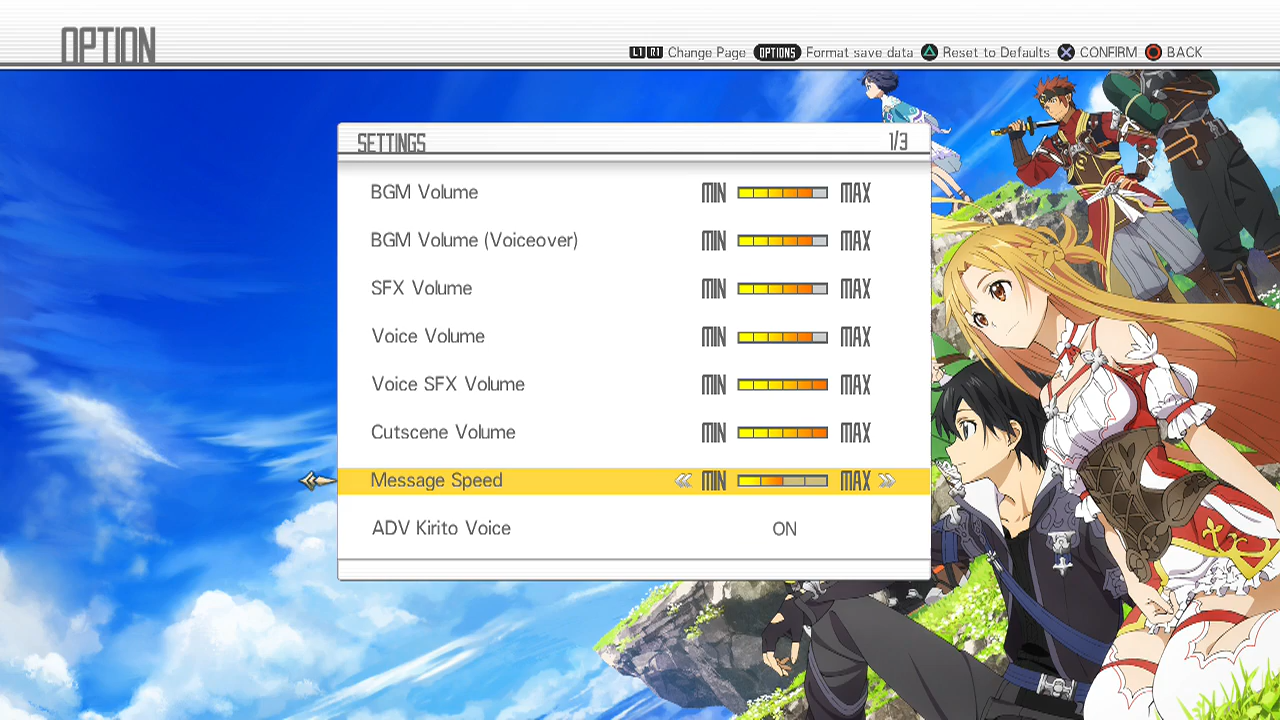 OPTION
L1 R1 Change Page OPTIONS Format save data Reset to Defaults CONFIRM BACK
SETTINGS 1/3
BGM Volume MIN MAX
BGM Volume (Voiceover) MIN MAX
SFX Volume MIN MAX
Voice Volume MIN MAX
Voice SFX Volume MIN MAX
Cutscene Volume MIN MAX
Message Speed MIN MAX
ADV Kirito Voice ON